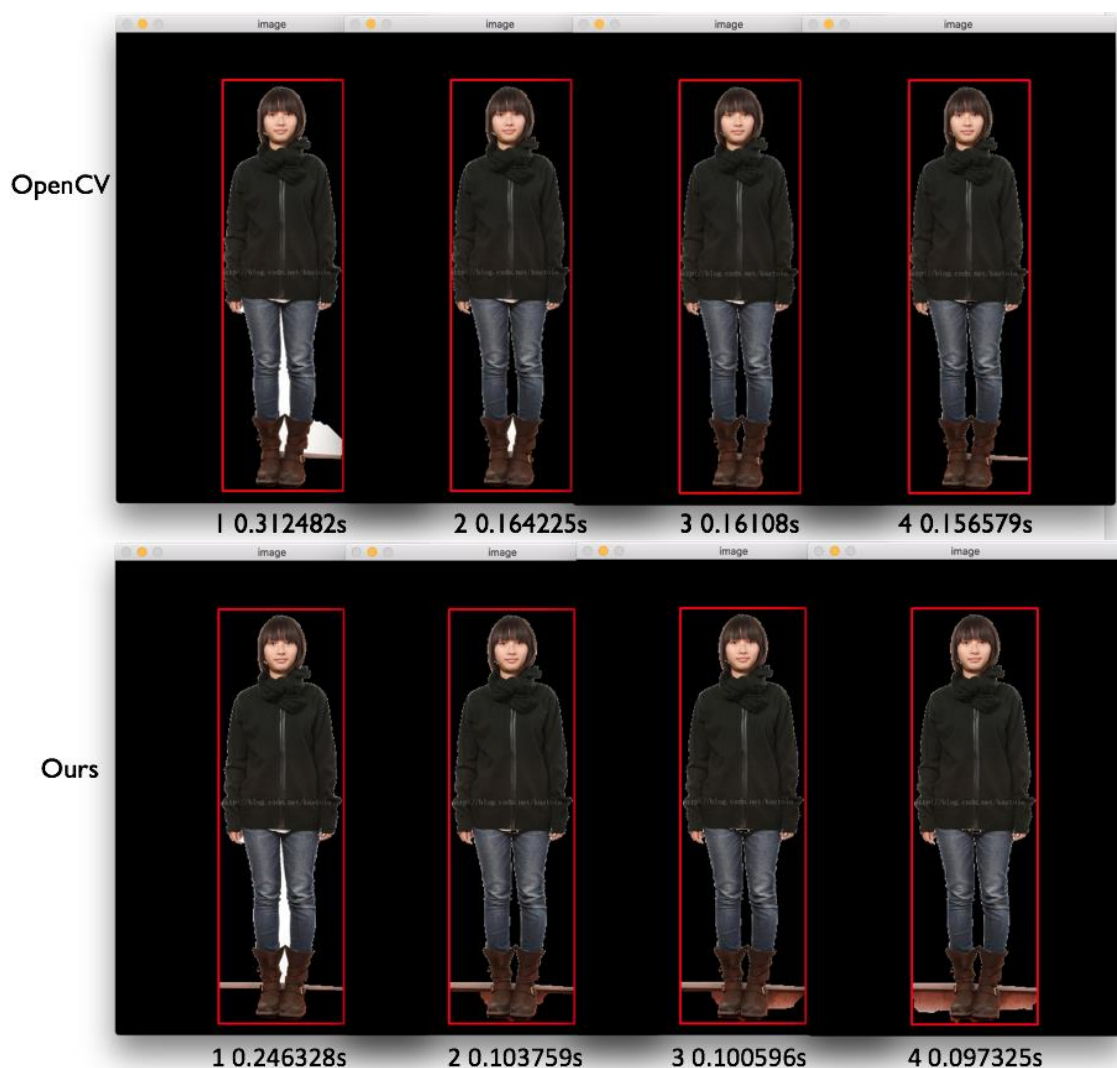 image image image image
OpenCV
1 0.312482s 2 0.164225s 3 0.16108s 4 0.156579s
image image image image
Ours
1 0.246328s 2 0.103759s 3 0.100596s 4 0.097325s